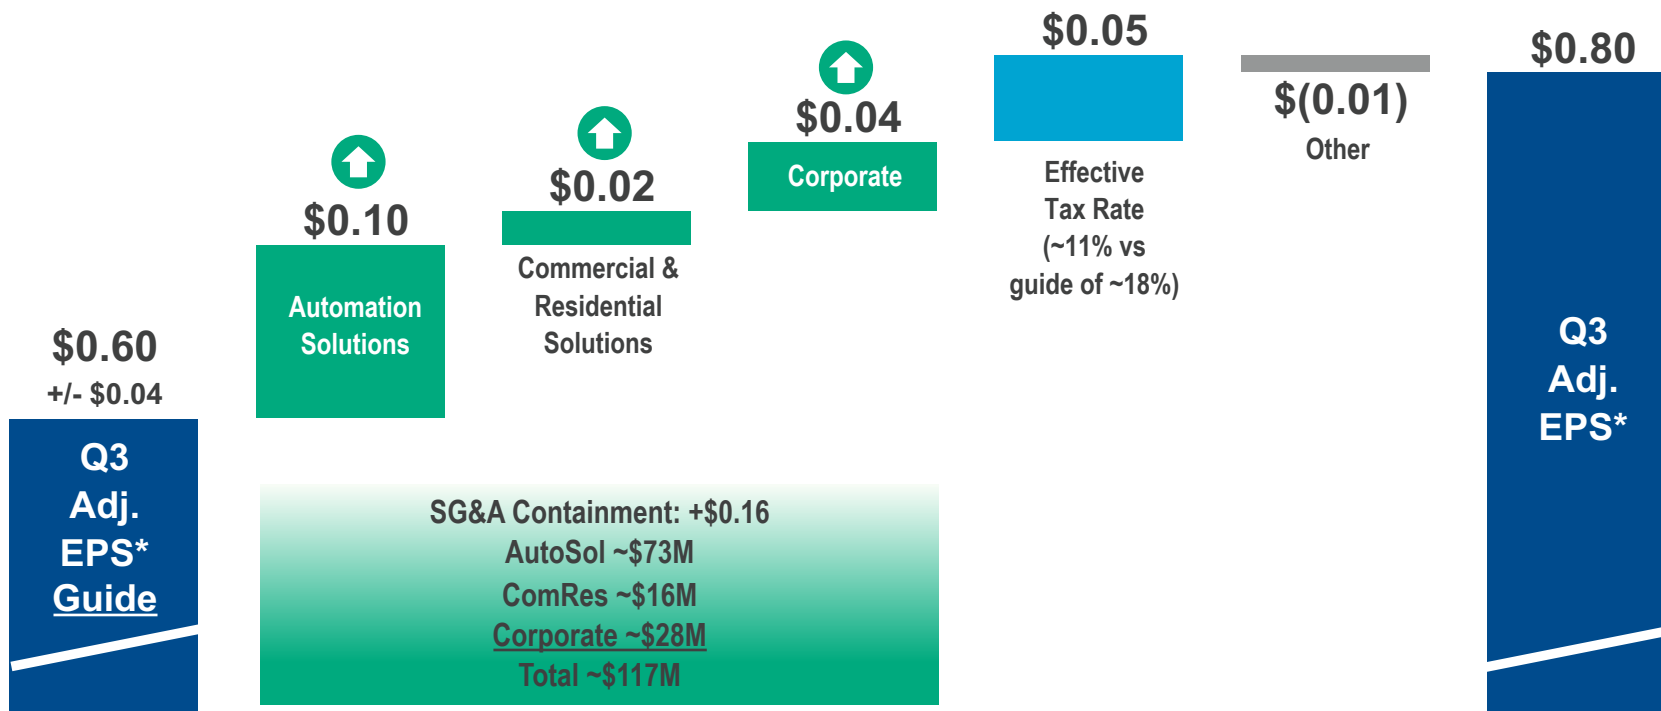 $0.60
+/- $0.04
Q3
Adj.
EPS*
Guide
$0.10
Automation
Solutions
$0.02
Commercial &
Residential
Solutions
$0.04
Corporate
SG&A Containment: +$0.16
AutoSol ~$73M
ComRes ~$16M
Corporate ~$28M
Total ~$117M
$0.05
Effective
Tax Rate
(~11% vs
guide of ~18%)
$(0.01)
Other
$0.80
Q3
Adj.
EPS*